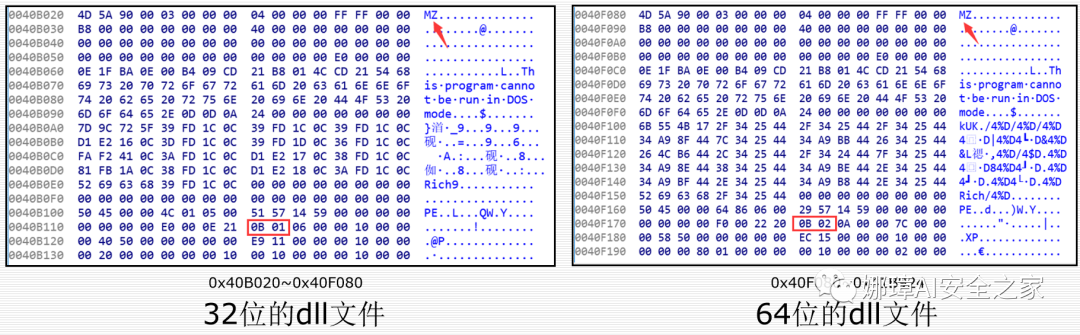 0040B020 4D 5A 90 00 03 00 00 00 04 00 00 00 FF FF 00 00 MZ
0040B030 B8 00 00 00 00 00 00 00 40 00 00 00 00 00 00 00 @
0040B040 00 00 00 00 00 00 00 00 00 00 00 00 00 00 00 00
0040B050 00 00 00 00 00 00 00 00 00 00 00 00 E0 00 00 00
0040B060 0E 1F BA 0E 00 B4 09 CD 21 B8 01 4C CD 21 54 68 L..Th
0040B070 69 73 20 70 72 6F 67 72 61 6D 20 63 61 6E 6E 6F is·program·canno
0040B080 74 20 62 65 20 72 75 6E 20 69 6E 20 44 4F 53 20 t·be·run·in·DOS·
0040B090 6D 6F 64 65 2E 0D 0D 0A 24 00 00 00 00 00 00 00 mode....$.......
0040B0A0 7D 9C 72 5F 39 FD 1C 0C 39 FD 1C 0C 39 FD 1C 0C
0040B0B0 D1 E2 16 0C 3D FD 1C 0C 39 FD 1D 0C 36 FD 1C 0C
0040B0C0 FA F2 41 0C 3A FD 1C 0C D1 E2 17 0C 38 FD 1C 0C
0040B0D0 81 FB 1A 0C 38 FD 1C 0C D1 E2 18 0C 3A FD 1C 0C
0040B0E0 52 69 63 68 39 FD 1C 0C 00 00 00 00 00 00 00 00 Rich9
0040B0F0 00 00 00 00 00 00 00 00 00 00 00 00 00 00 00 00
0040B100 50 45 00 00 4C 01 05 00 51 57 14 59 00 00 00 00 PE..L...QW.Y....
0040B110 00 00 00 00 E0 00 0E 21 0B 01 06 00 00 10 00 00 !
0040B120 00 40 50 00 00 00 00 00 E9 11 00 00 00 10 00 00 .@P
0040B130 00 20 00 00 00 00 00 10 00 10 00 00 00 10 00 00
0x40B020~0x40F080
32位的dll文件
0040F080 4D 5A 90 00 03 00 00 00 04 00 00 00 FF FF 00 00 MZ
0040F090 B8 00 00 00 00 00 00 00 40 00 00 00 00 00 00 00 @
0040F0A0 00 00 00 00 00 00 00 00 00 00 00 00 00 00 00 00
0040F0B0 00 00 00 00 00 00 00 00 00 00 00 00 E0 00 00 00
0040F0C0 0E 1F BA 0E 00 B4 09 CD 21 B8 01 4C CD 21 54 68 L..Th
0040F0D0 69 73 20 70 72 6F 67 72 61 6D 20 63 61 6E 6E 6F is·program·canno
0040F0E0 74 20 62 65 20 72 75 6E 20 69 6E 20 44 4F 53 20 t·be·run·in·DOS·
0040F0F0 6D 6F 64 65 2E 0D 0D 0A 24 00 00 00 00 00 00 00 mode....$.......
0040F100 6B 55 4B 17 2F 34 25 44 2F 34 25 44 2F 34 25 44 kUK./4%D/4%D/4%D
0040F110 34 A9 8F 44 7C 34 25 44 34 A9 BB 44 26 34 25 44
0040F120 26 4C B6 44 2C 34 25 44 2F 34 24 44 7F 34 25 44
0040F130 34 A9 8E 44 38 34 25 44 34 A9 BE 44 2E 34 25 44
0040F140 34 A9 BF 44 2E 34 25 44 34 A9 B8 44 2E 34 25 44
0040F150 52 69 63 68 2F 34 25 44 00 00 00 00 00 00 00 00 Rich/4%D
0040F160 50 45 00 00 64 86 06 00 29 57 14 59 00 00 00 00 PE..d...)W.Y....
0040F170 00 00 00 00 F0 00 22 20 0B 02 0A 00 00 7C 00 00
0040F180 00 58 50 00 00 00 00 00 EC 15 00 00 00 10 00 00 .XP
0040F190 00 00 00 80 01 00 00 00 00 10 00 00 00 02 00 00
0x40F
64位的dll文件
娜璋AI安全之家